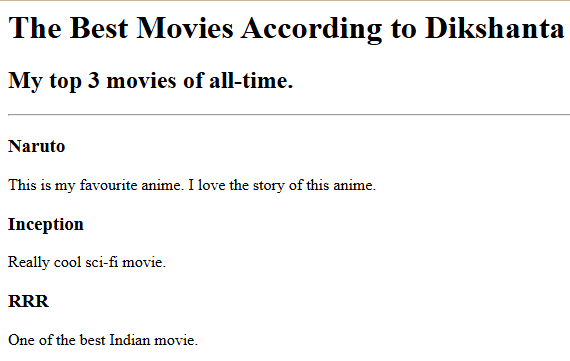 The Best Movies According to Dikshanta
My top 3 movies of all-time.
Naruto
This is my favourite anime. I love the story of this anime.
Inception
Really cool sci-fi movie.
RRR
One of the best Indian movie.